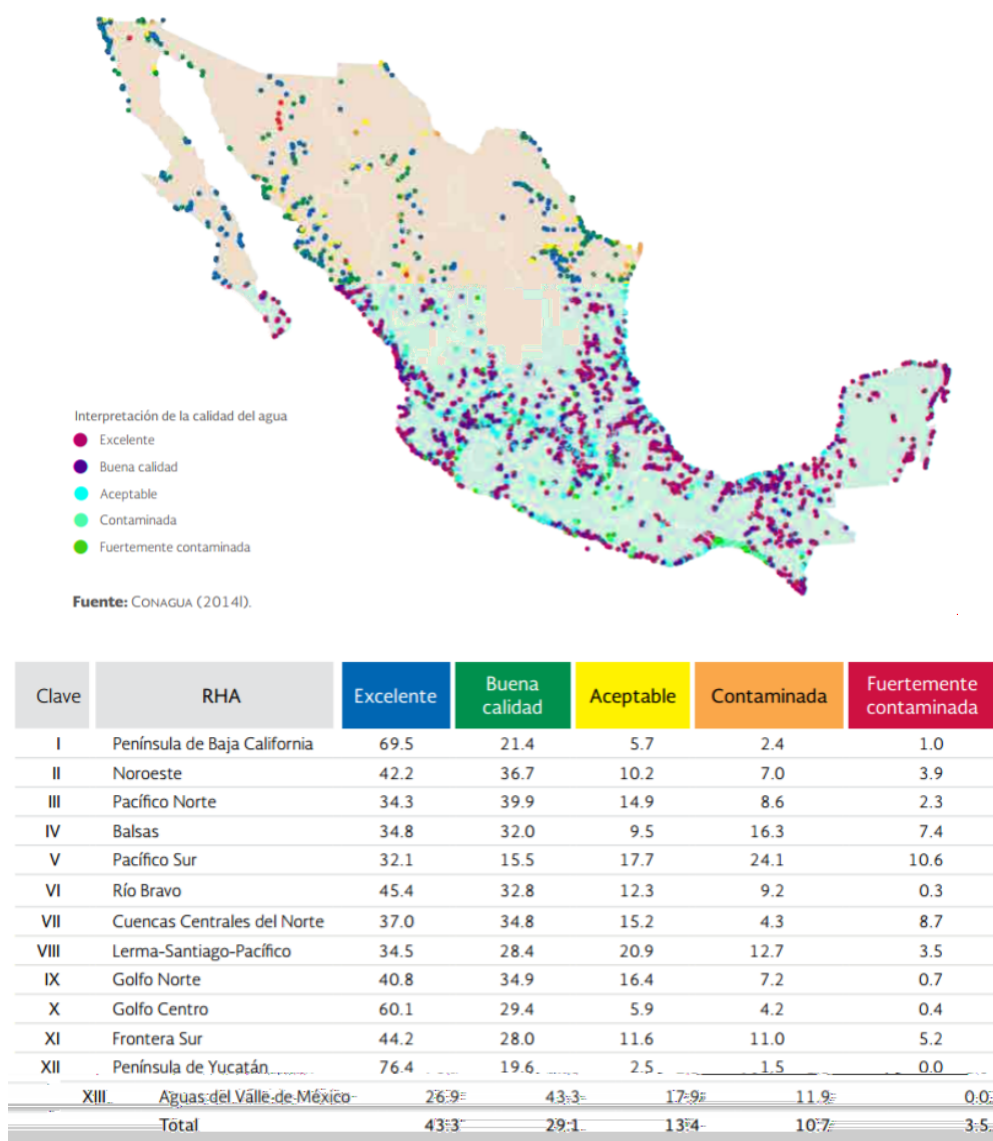 Interpretación de la calidad del agua
Excelente
Buena calidad
Aceptable
Contaminada
Fuertemente contaminada
Fuente: CONAGUA (2014l).
Clave RHA Excelente Buena calidad Aceptable Contaminada Fuertemente contaminada
I Península de Baja California 69.5 21.4 5.7 2.4 1.0
II Noroeste 42.2 36.7 10.2 7.0 3.9
III Pacífico Norte 34.3 39.9 14.9 8.6 2.3
IV Balsas 34.8 32.0 9.5 16.3 7.4
V Pacífico Sur 32.1 15.5 17.7 24.1 10.6
VI Río Bravo 45.4 32.8 12.3 9.2 0.3
VII Cuencas Centrales del Norte 37.0 34.8 15.2 4.3 8.7
VIII Lerma-Santiago-Pacífico 34.5 28.4 20.9 12.7 3.5
IX Golfo Norte 40.8 34.9 16.4 7.2 0.7
X Golfo Centro 60.1 29.4 5.9 4.2 0.4
XI Frontera Sur 44.2 28.0 11.6 11.0 5.2
XII Península de Yucatán 76.4 19.6 2.5 1.5 0.0
XIII Aguas del Valle de México 26.9 43.3 17.9 11.9 0.0
Total 43.3 29.1 13.4 10.7 3.5